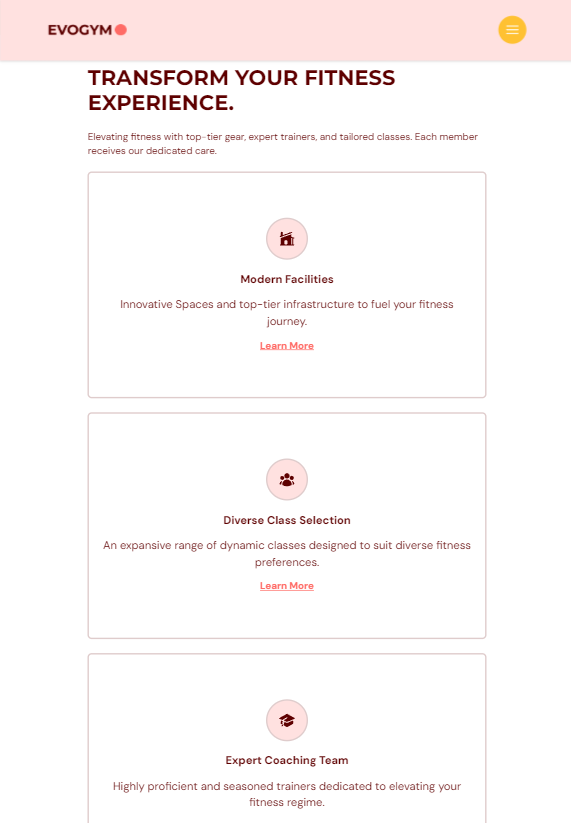 EVOGYM
TRANSFORM YOUR FITNESS
EXPERIENCE.
Elevating fitness with top-tier gear, expert trainers, and tailored classes. Each member
receives our dedicated care.
Modern Facilities
Innovative Spaces and top-tier infrastructure to fuel your fitness
journey.
Learn More
Diverse Class Selection
An expansive range of dynamic classes designed to suit diverse fitness
preferences.
Learn More
Expert Coaching Team
Highly proficient and seasoned trainers dedicated to elevating your
fitness regime.